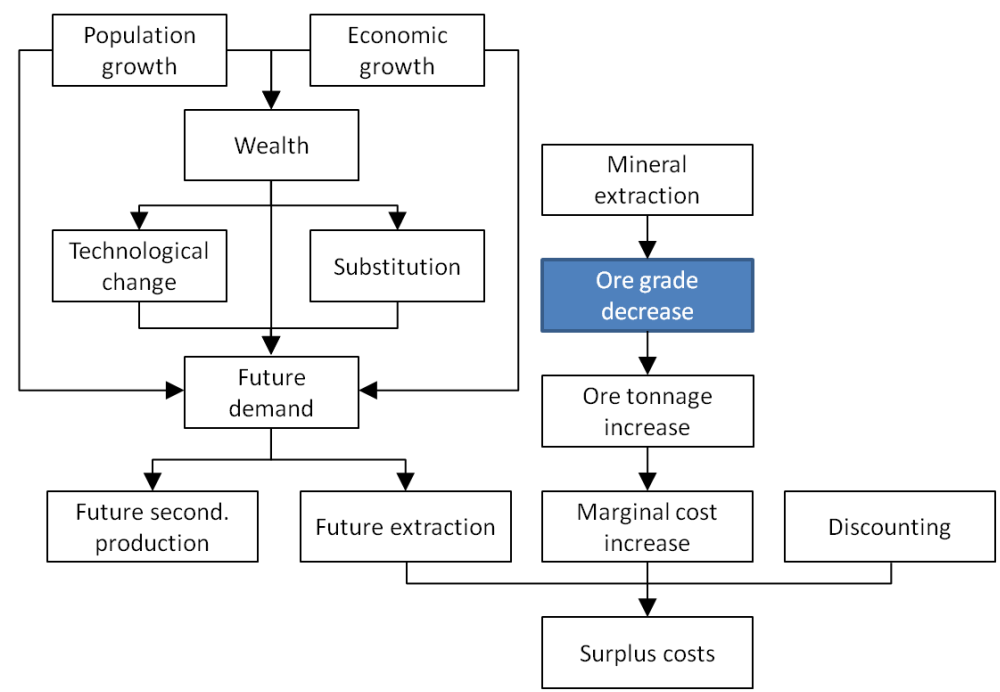 Population
growth
Economic
growth
Wealth
Mineral
extraction
Technological
change
Substitution
Ore grade
decrease
Future
demand
Ore tonnage
increase
Future second.
production
Future extraction
Marginal cost
increase
Discounting
Surplus costs